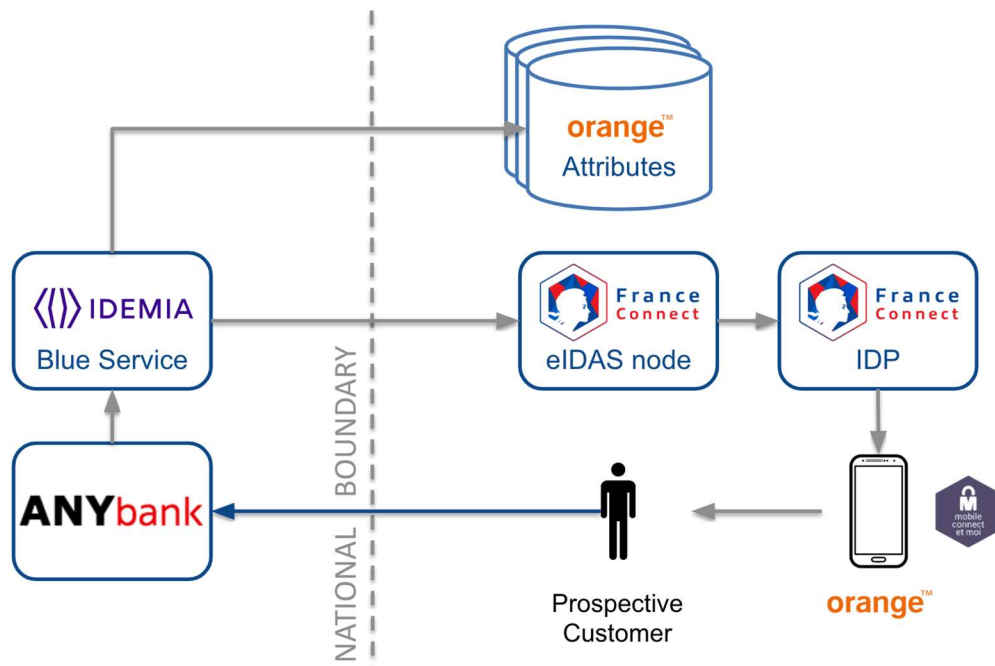 orange™
Attributes
IDEMIA
Blue Service
France
Connect
eIDAS node
France
Connect
IDP
NATIONAL BOUNDARY
ANYbank
M
mobile
connect
et moi
Prospective
Customer
orange™